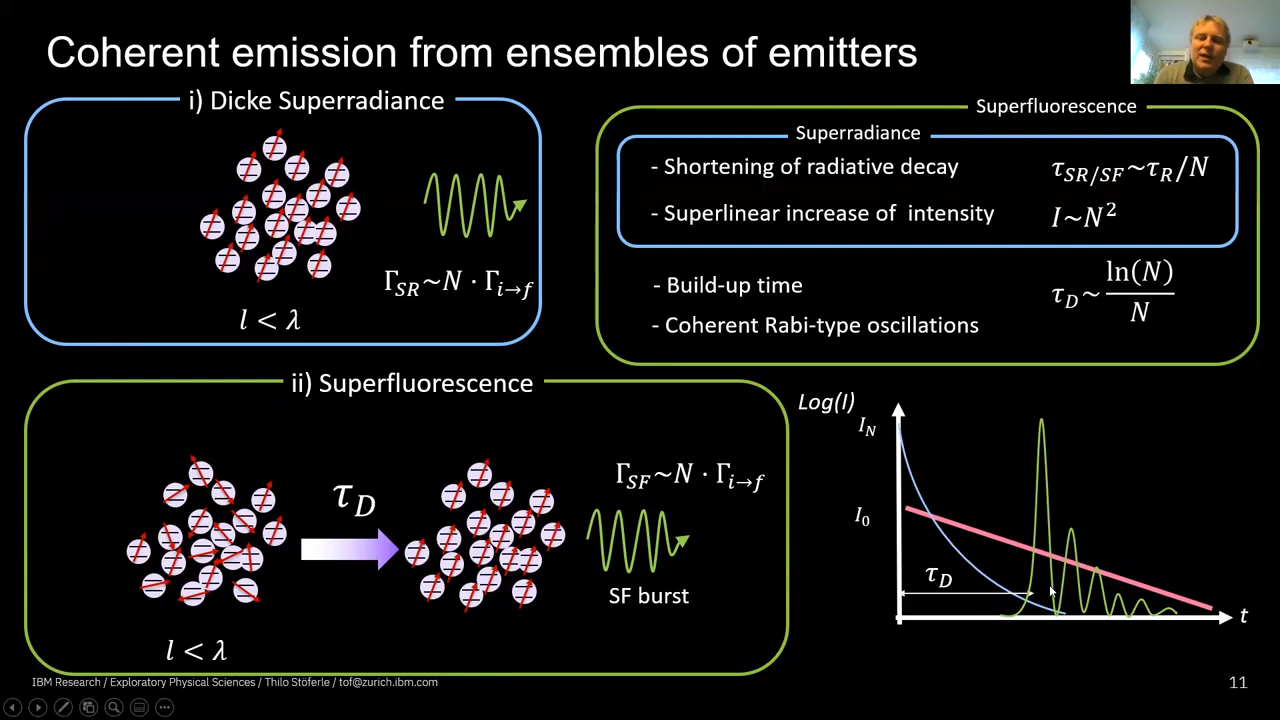 Coherent emission from ensembles of emitters
i) Dicke Superradiance
Γ_SR~N · Γ_i→f
l < λ
Superfluorescence
Superradiance
- Shortening of radiative decay τ_SR/SF~τ_R/N
- Superlinear increase of intensity I~N²
- Build-up time τ_D~ ln(N)/N
- Coherent Rabi-type oscillations
ii) Superfluorescence
τ_D
Γ_SF~N · Γ_i→f
SF burst
l < λ
Log(I)
I_N
I_0
τ_D
t
IBM Research / Exploratory Physical Sciences / Thilo Stöferle / tof@zurich.ibm.com
11